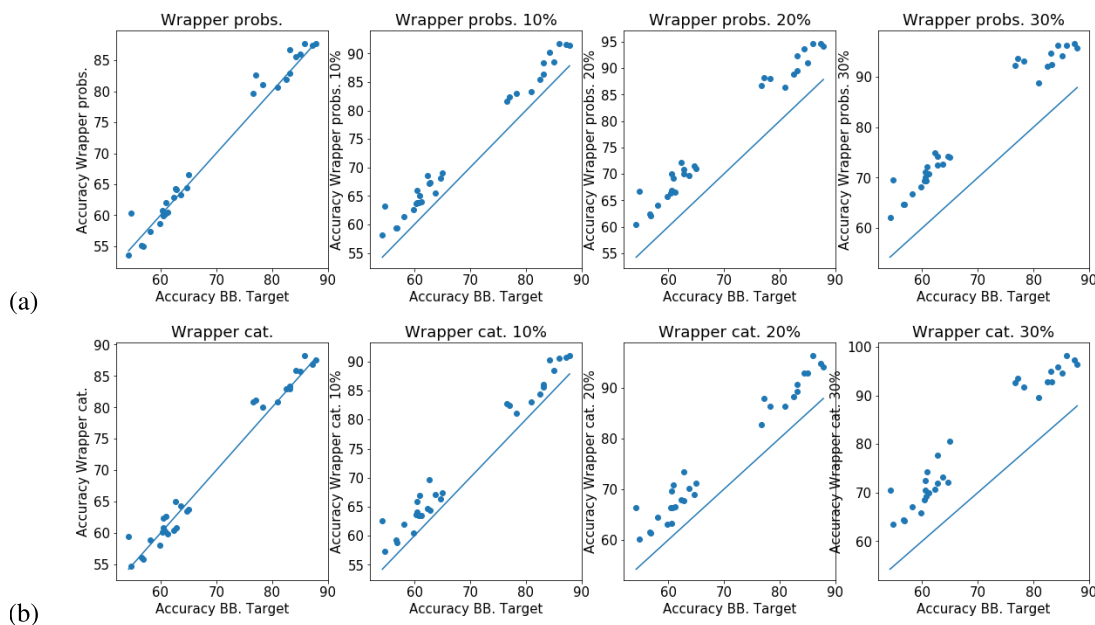 Wrapper probs. Wrapper probs. 10% Wrapper probs. 20% Wrapper probs. 30%
Accuracy Wrapper probs.
85
80
75
70
65
60
55
60 70 80 90
Accuracy BB. Target
Accuracy Wrapper probs. 10%
90
85
80
75
70
65
60
55
60 70 80 90
Accuracy BB. Target
Accuracy Wrapper probs. 20%
95
90
85
80
75
70
65
60
55
60 70 80 90
Accuracy BB. Target
Accuracy Wrapper probs. 30%
90
80
70
60
60 70 80 90
Accuracy BB. Target
(a)
Wrapper cat. Wrapper cat. 10% Wrapper cat. 20% Wrapper cat. 30%
Accuracy Wrapper cat.
90
85
80
75
70
65
60
55
60 70 80 90
Accuracy BB. Target
Accuracy Wrapper cat. 10%
90
85
80
75
70
65
60
55
60 70 80 90
Accuracy BB. Target
Accuracy Wrapper cat. 20%
90
80
70
60
60 70 80 90
Accuracy BB. Target
Accuracy Wrapper cat. 30%
100
90
80
70
60
60 70 80 90
Accuracy BB. Target
(b)